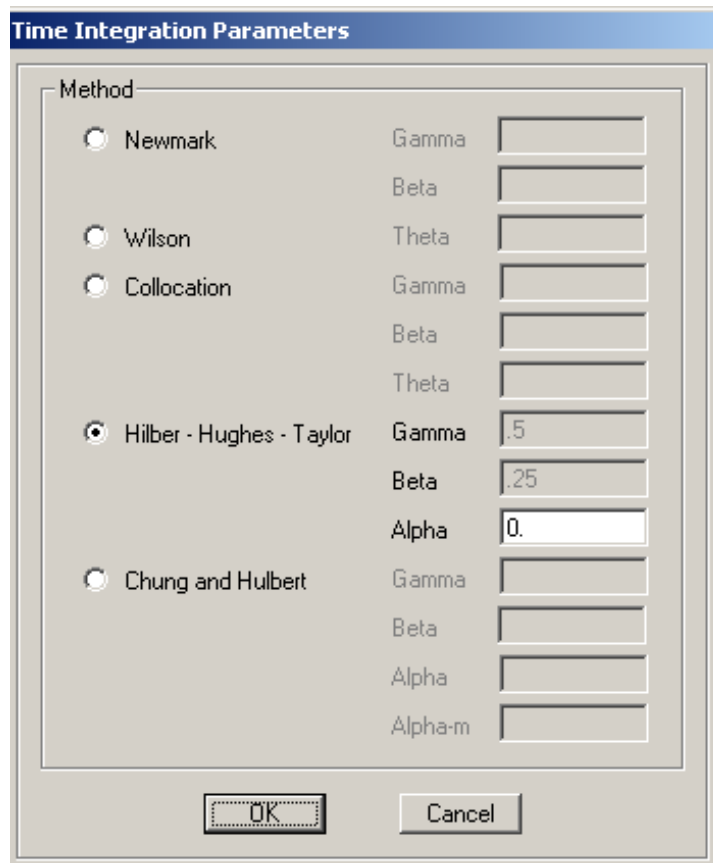 Time Integration Parameters
Method
Newmark Gamma
Beta
Wilson Theta
Collocation Gamma
Beta
Theta
Hilber - Hughes - Taylor Gamma .5
Beta .25
Alpha 0.
Chung and Hulbert Gamma
Beta
Alpha
Alpha-m
OK Cancel